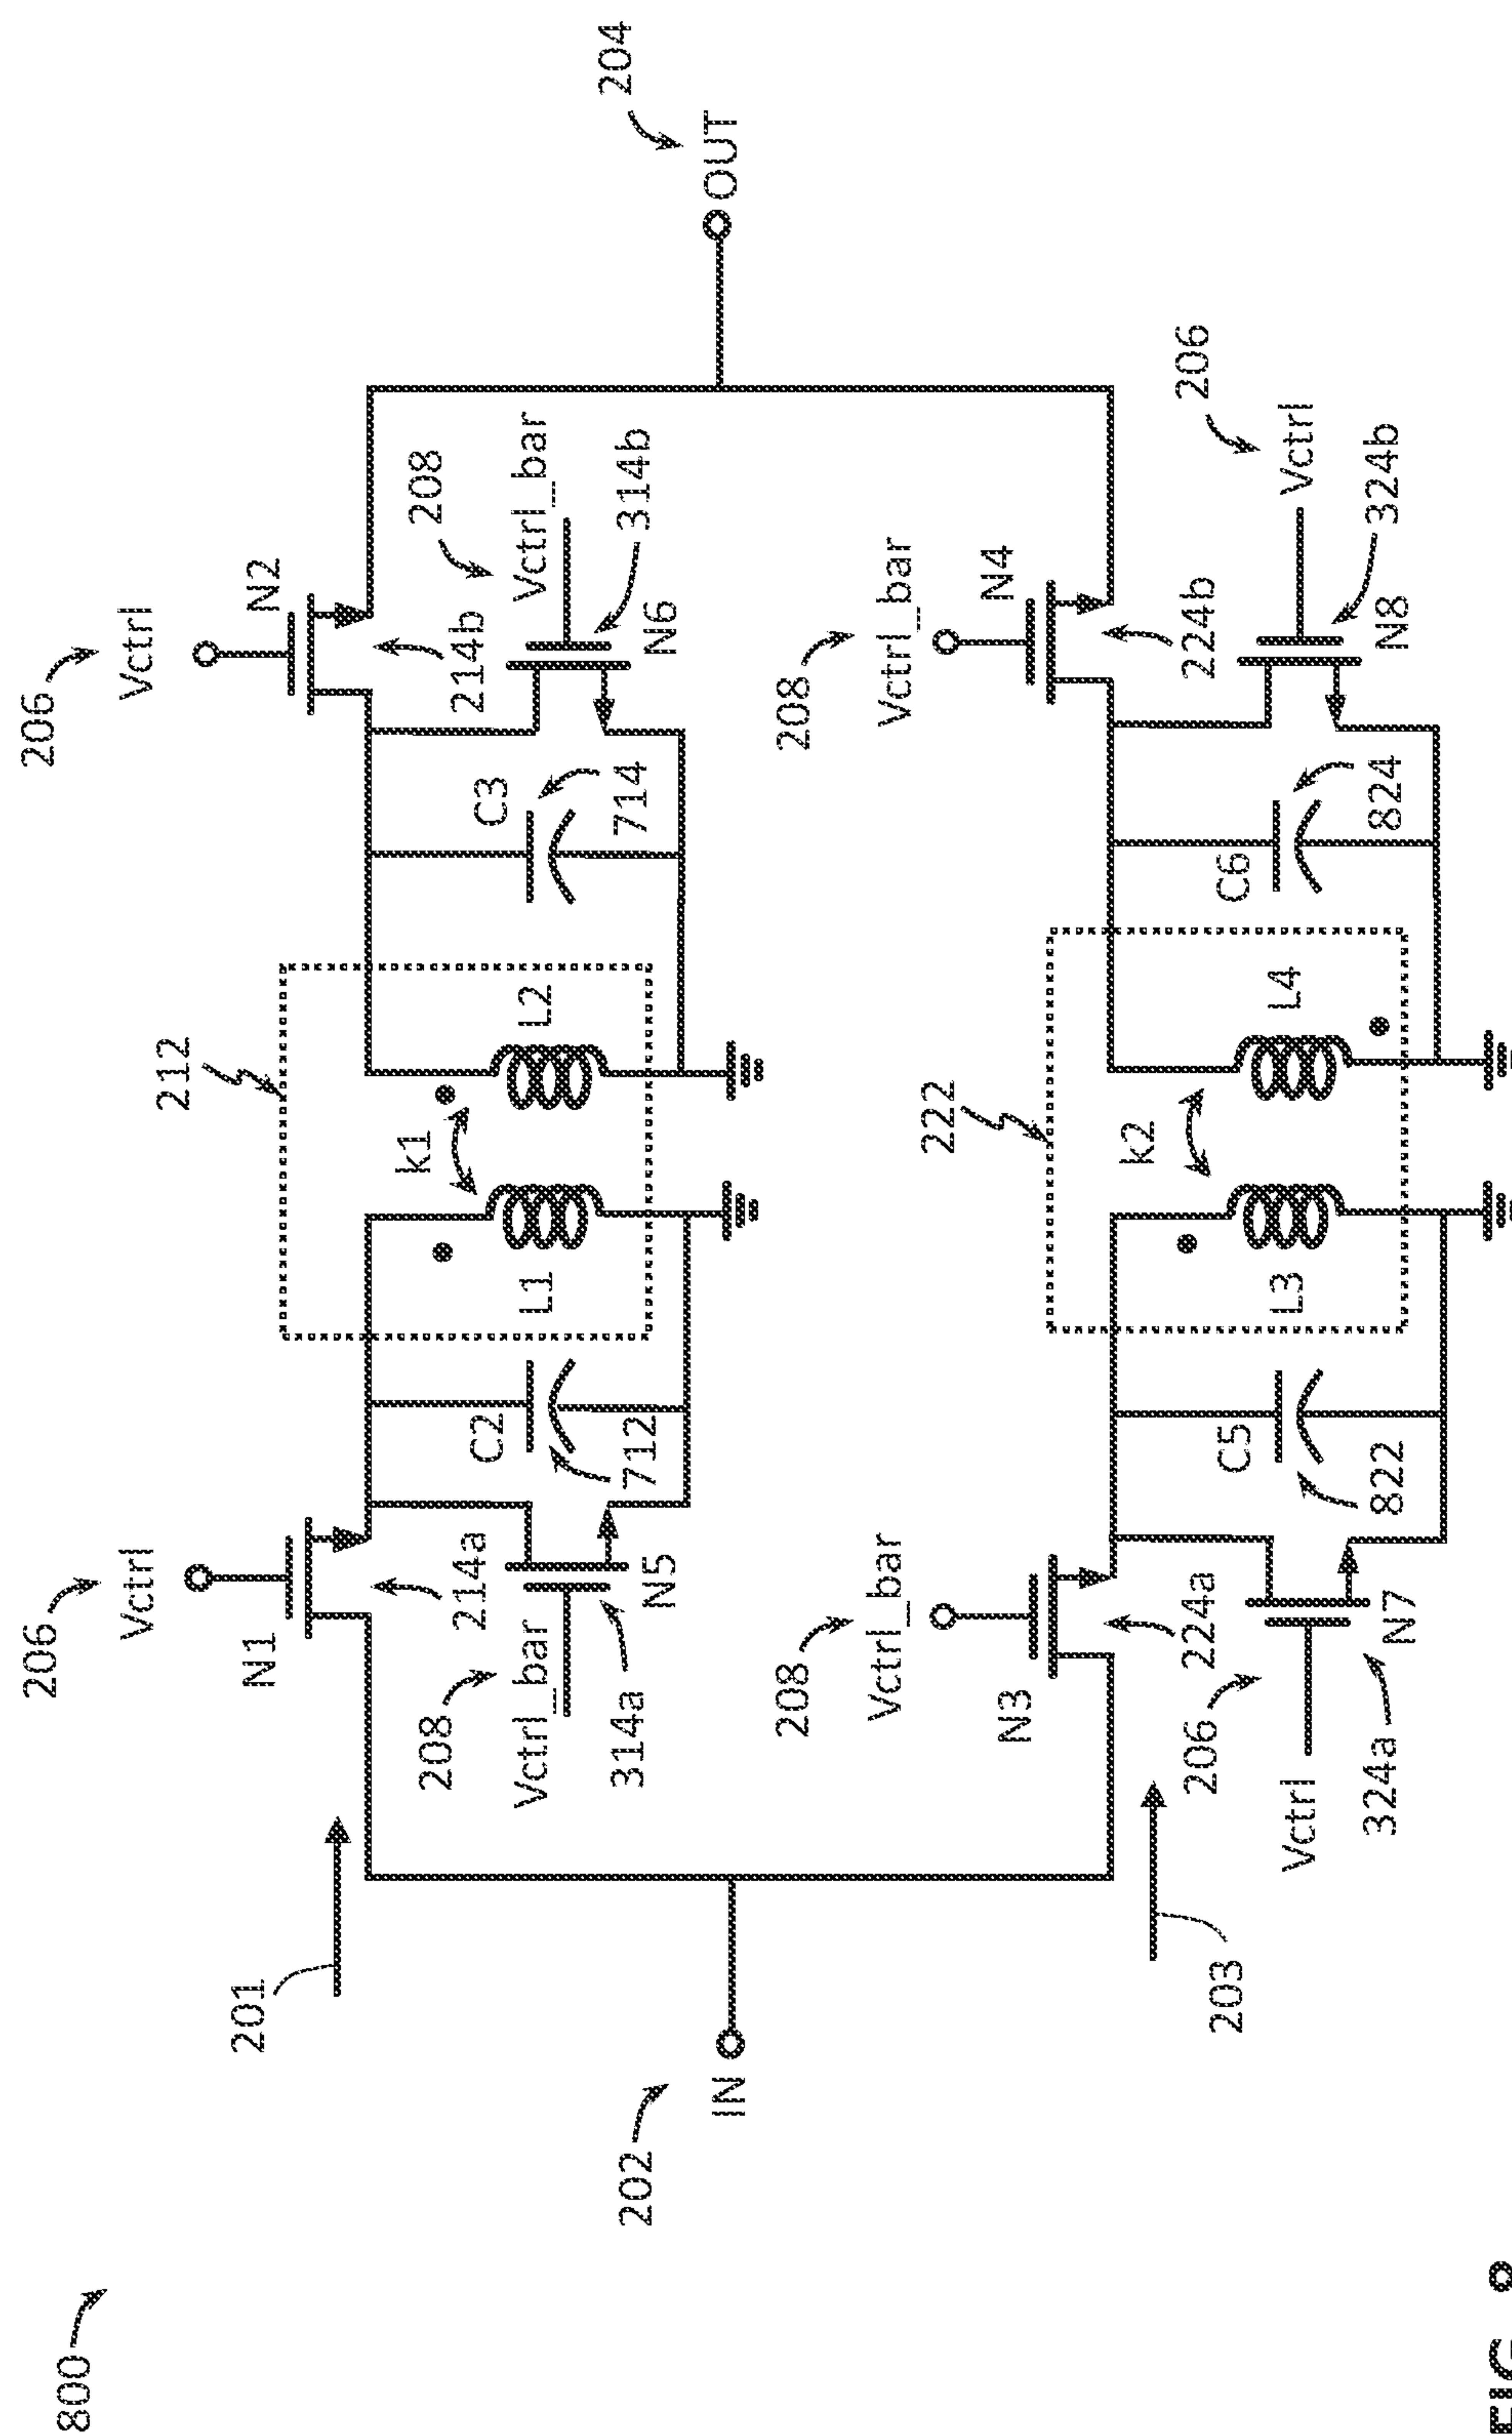 800
201
202
IN
203
206
Vctrl
N1
214a
208
Vctrl_bar
314a
N5
C2
712
212
L1
k1
L2
C3
714
206
Vctrl
N2
214b
208
Vctrl_bar
314b
N6
204
OUT
208
Vctrl_bar
N3
224a
206
Vctrl
324a
N7
C5
822
222
L3
k2
L4
C6
824
208
Vctrl_bar
N4
224b
206
Vctrl
324b
N8
FIG. 8